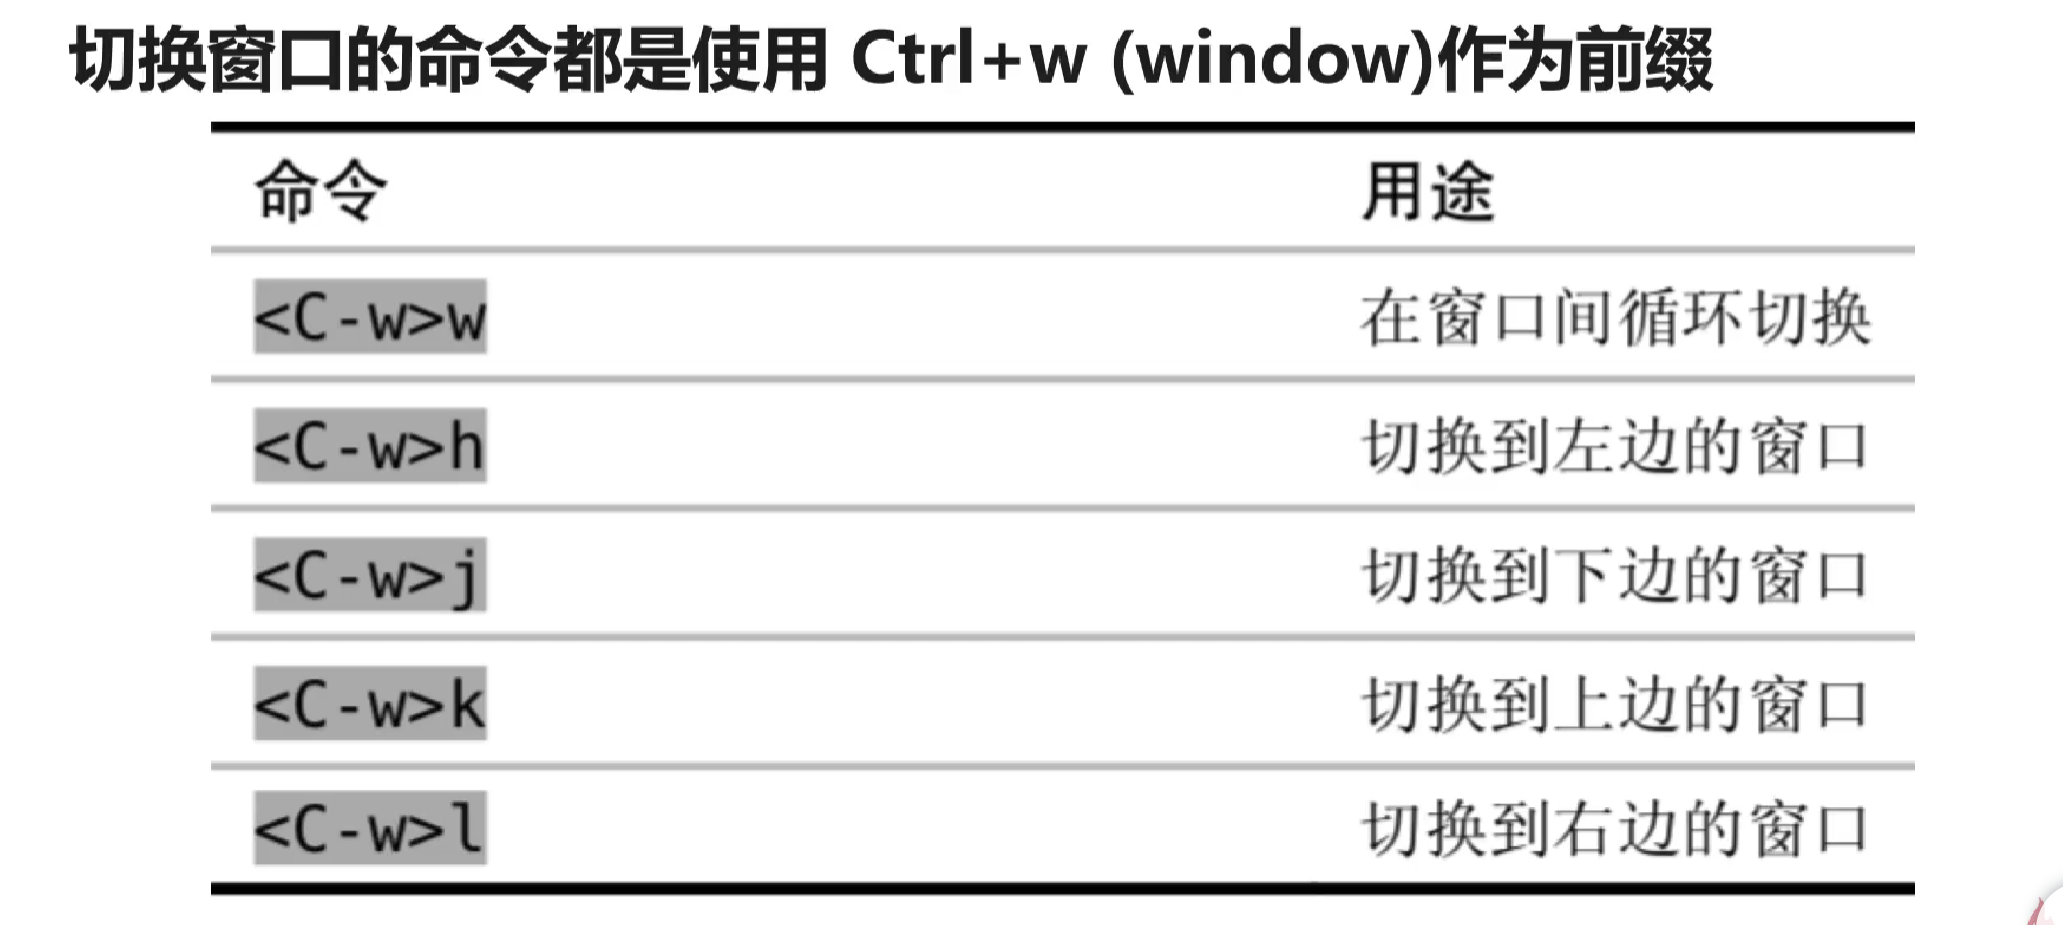 切换窗口的命令都是使用 Ctrl+w (window)作为前缀
命令 用途
<C-w>w 在窗口间循环切换
<C-w>h 切换到左边的窗口
<C-w>j 切换到下边的窗口
<C-w>k 切换到上边的窗口
<C-w>l 切换到右边的窗口